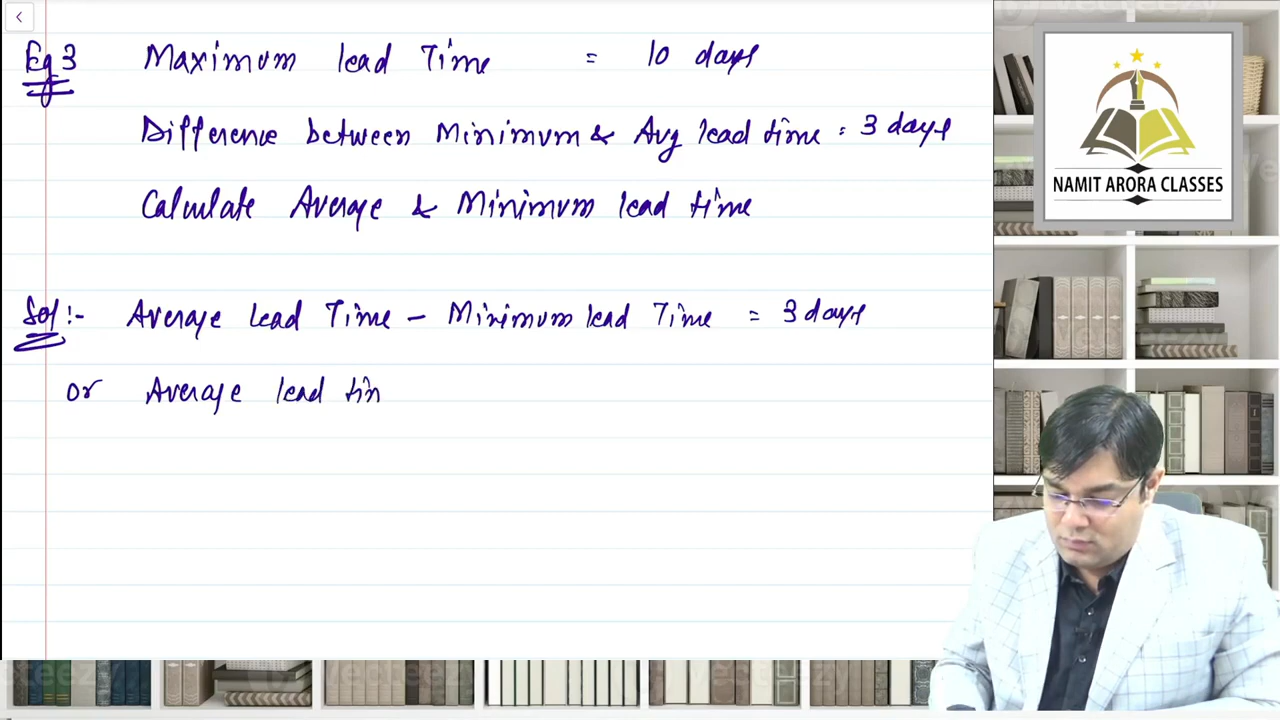 Eg 3 Maximum lead Time = 10 days
Difference between Minimum & Avg lead time = 3 days
Calculate Average & Minimum lead time
Sol :- Average lead Time - Minimum lead Time = 3 days
or Average lead tin
NAMIT ARORA CLASSES